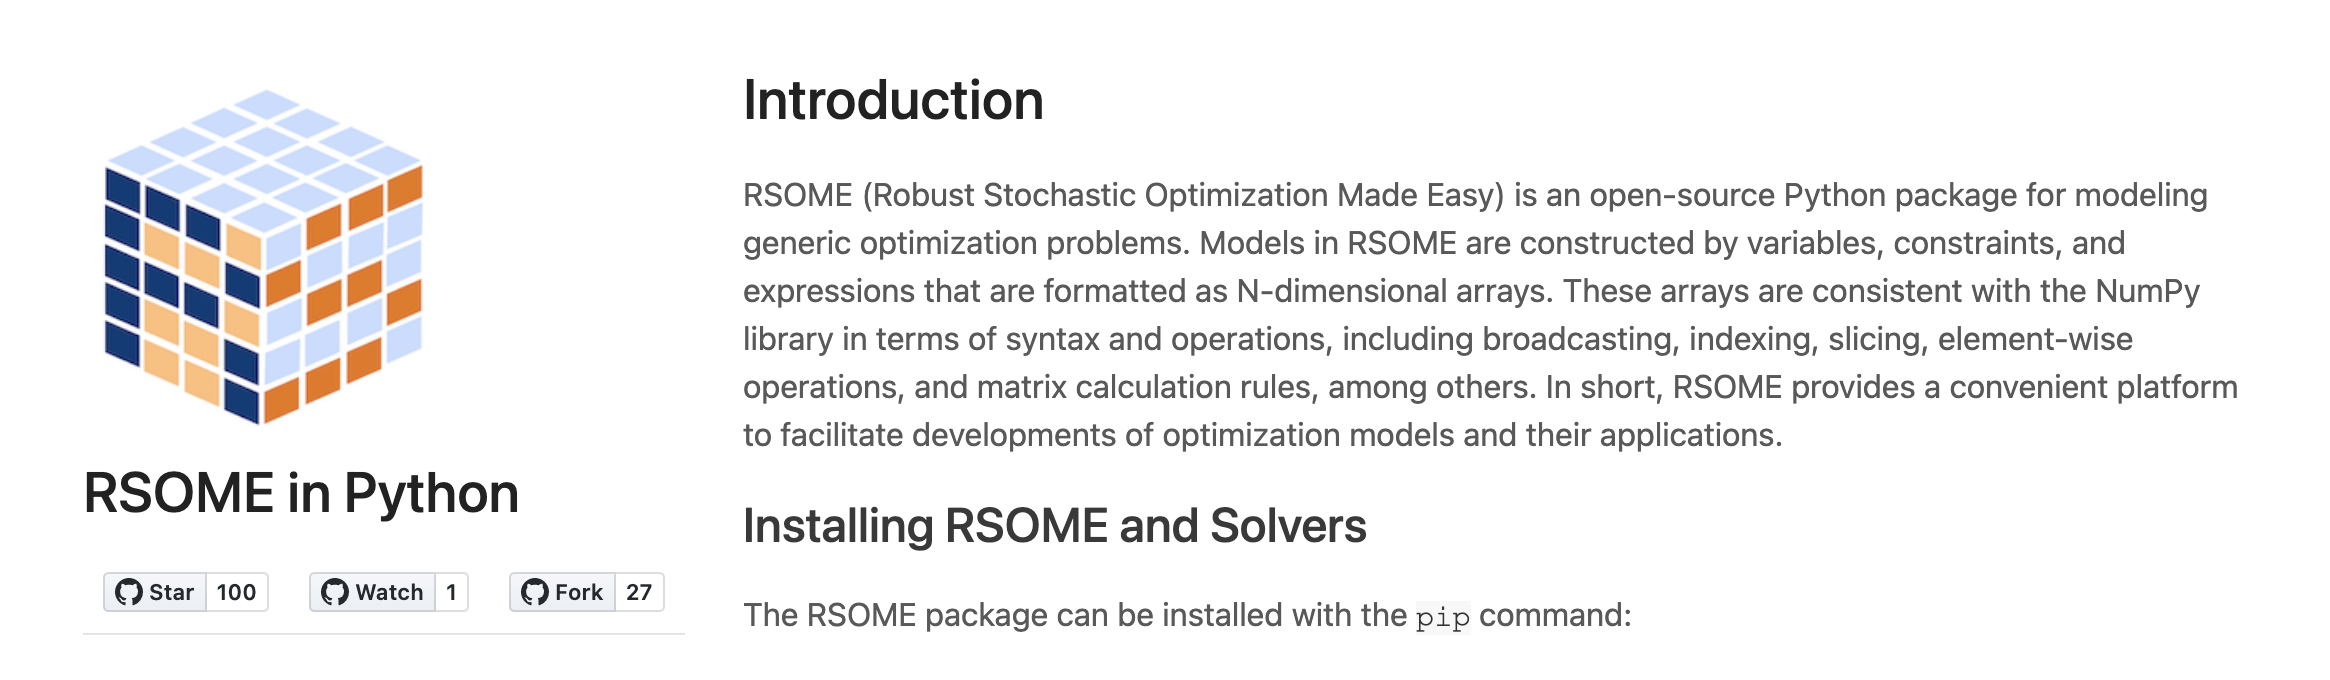 RSOME in Python
Star 100
Watch 1
Fork 27
Introduction
RSOME (Robust Stochastic Optimization Made Easy) is an open-source Python package for modeling
generic optimization problems. Models in RSOME are constructed by variables, constraints, and
expressions that are formatted as N-dimensional arrays. These arrays are consistent with the NumPy
library in terms of syntax and operations, including broadcasting, indexing, slicing, element-wise
operations, and matrix calculation rules, among others. In short, RSOME provides a convenient platform
to facilitate developments of optimization models and their applications.
Installing RSOME and Solvers
The RSOME package can be installed with the pip command: